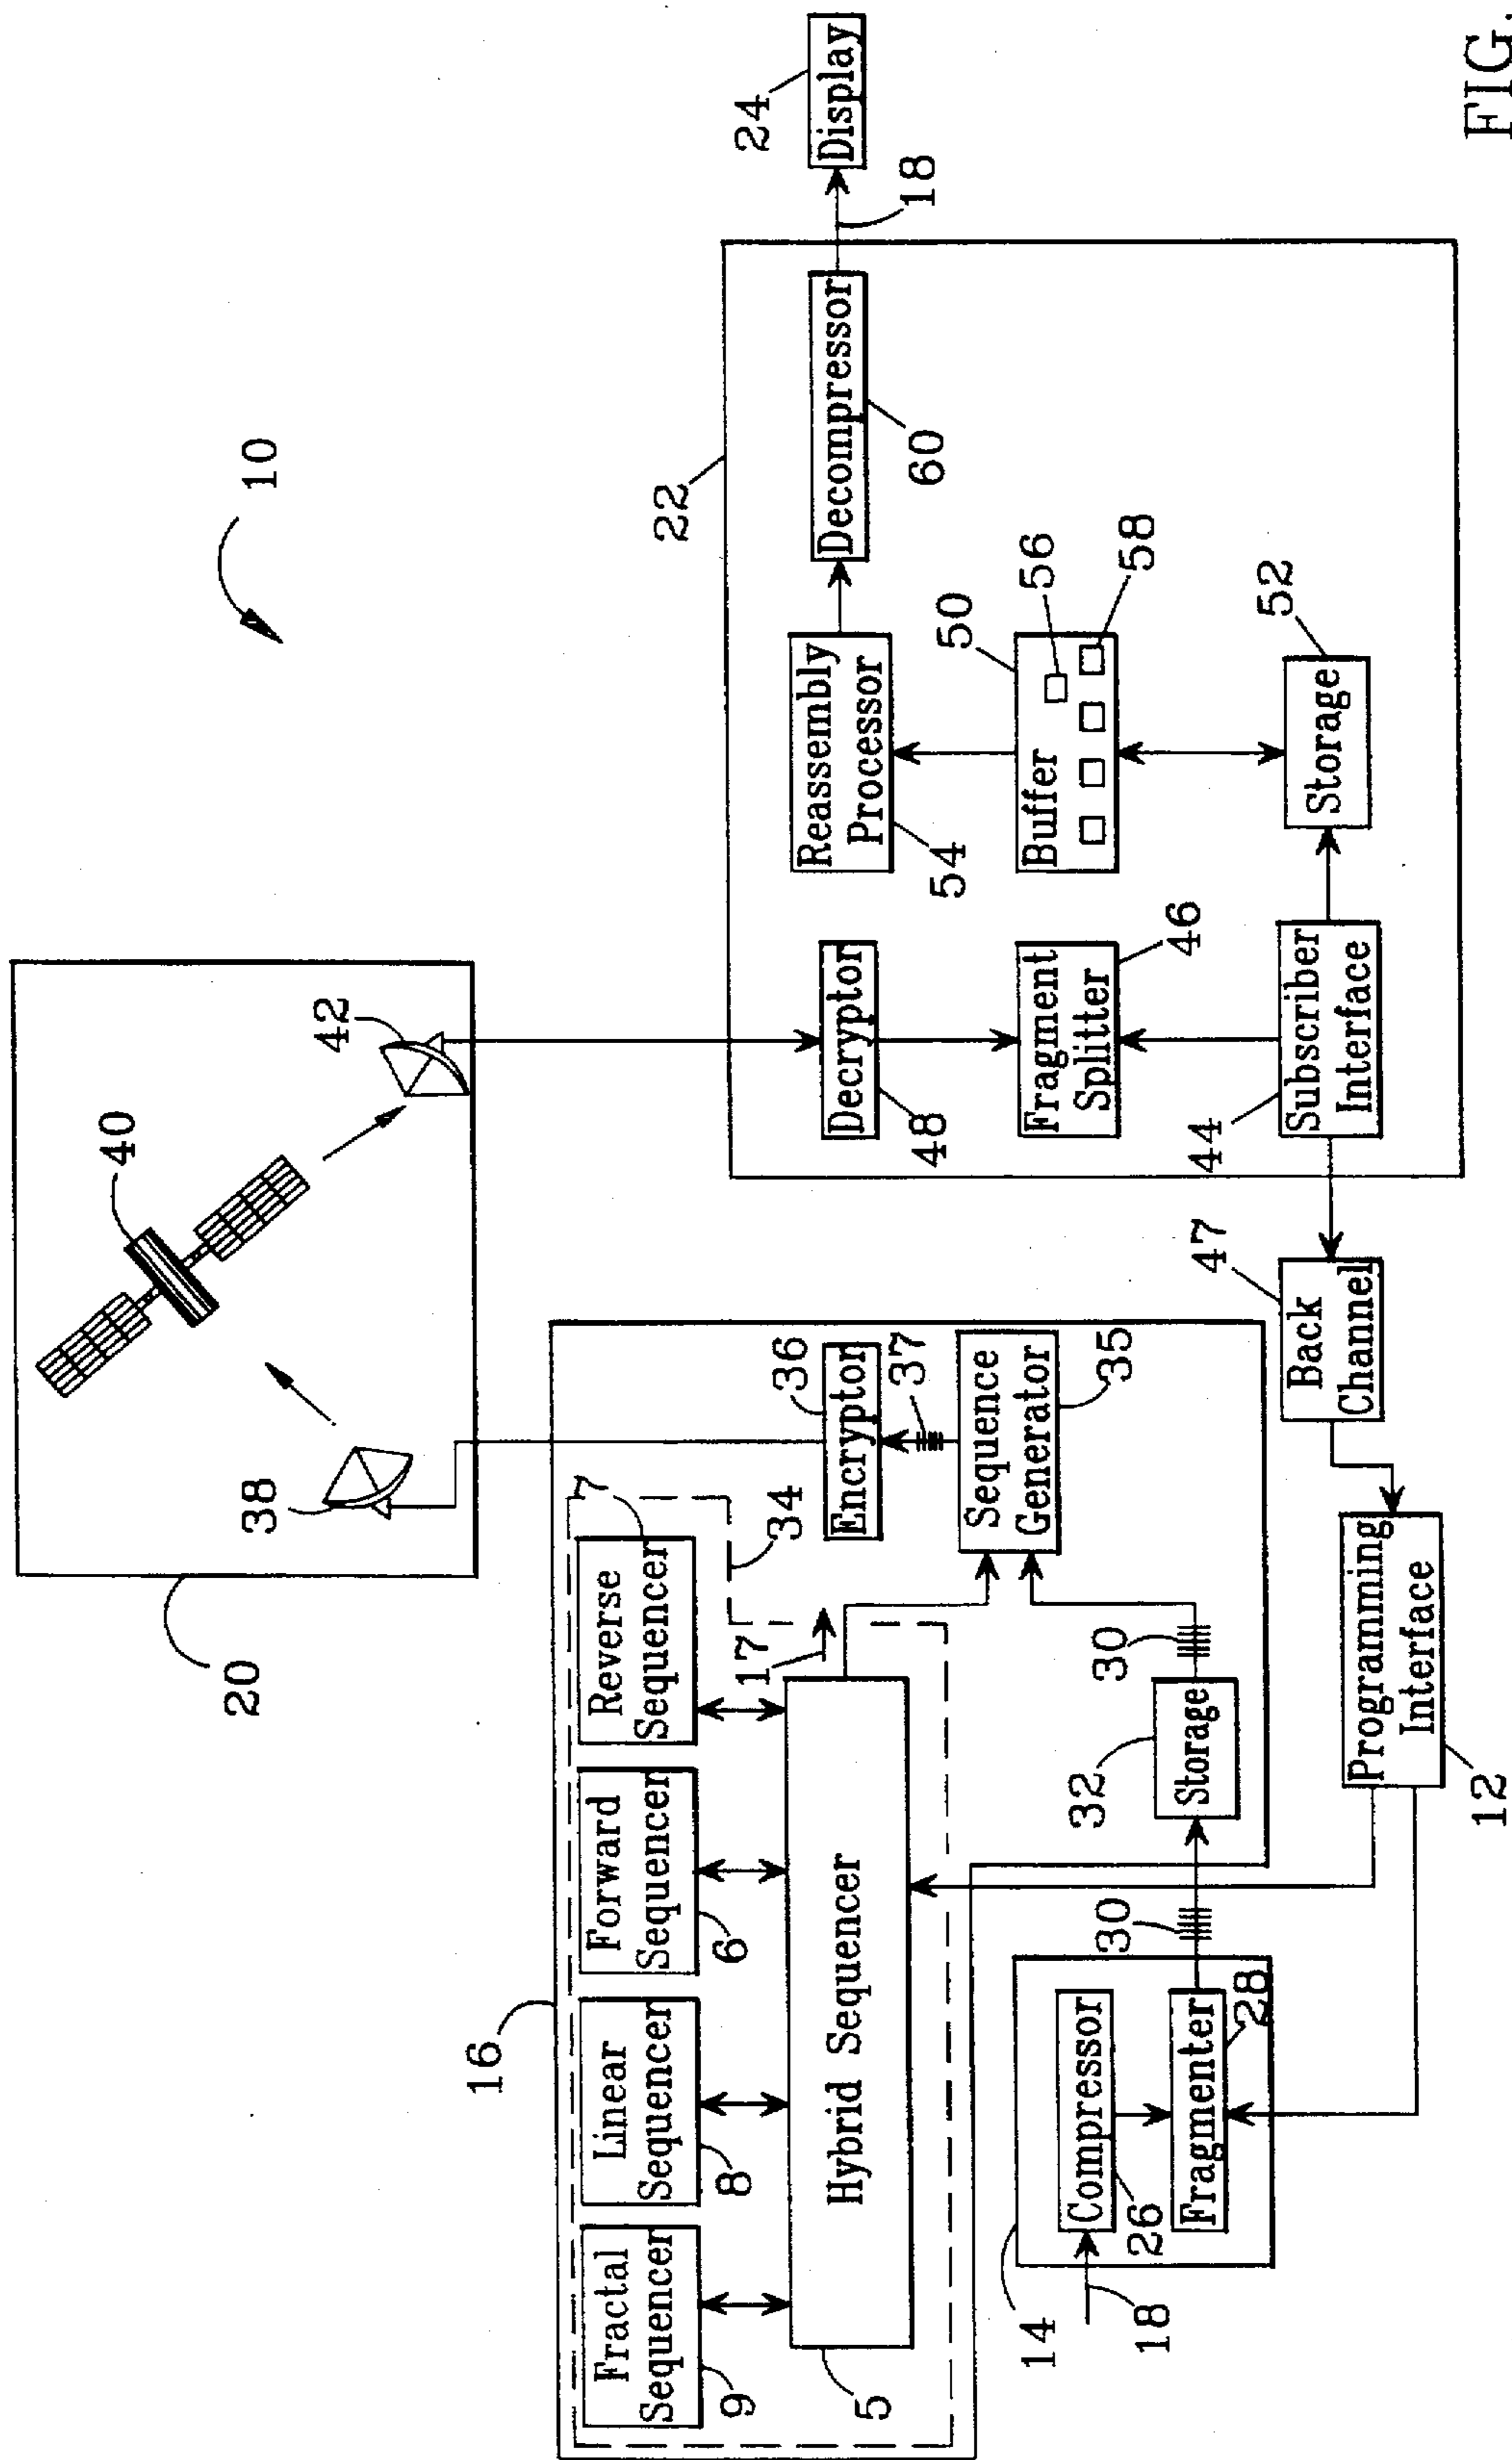 10
20
38
40
42
16
Fractal
Sequencer
9
Linear
Sequencer
8
Forward
Sequencer
6
Reverse
Sequencer
7
34
17
Hybrid Sequencer
5
Encryptor
36
37
Sequence
Generator
35
14
18
Compressor
26
Fragmenter
28
30
32
Storage
30
Programming
Interface
12
Back
Channel
47
22
Decryptor
48
Fragment
Splitter
46
Subscriber
Interface
44
Reassembly
Processor
54
Buffer
50
56
58
Storage
52
Decompressor
60
18
Display
24
FIG.